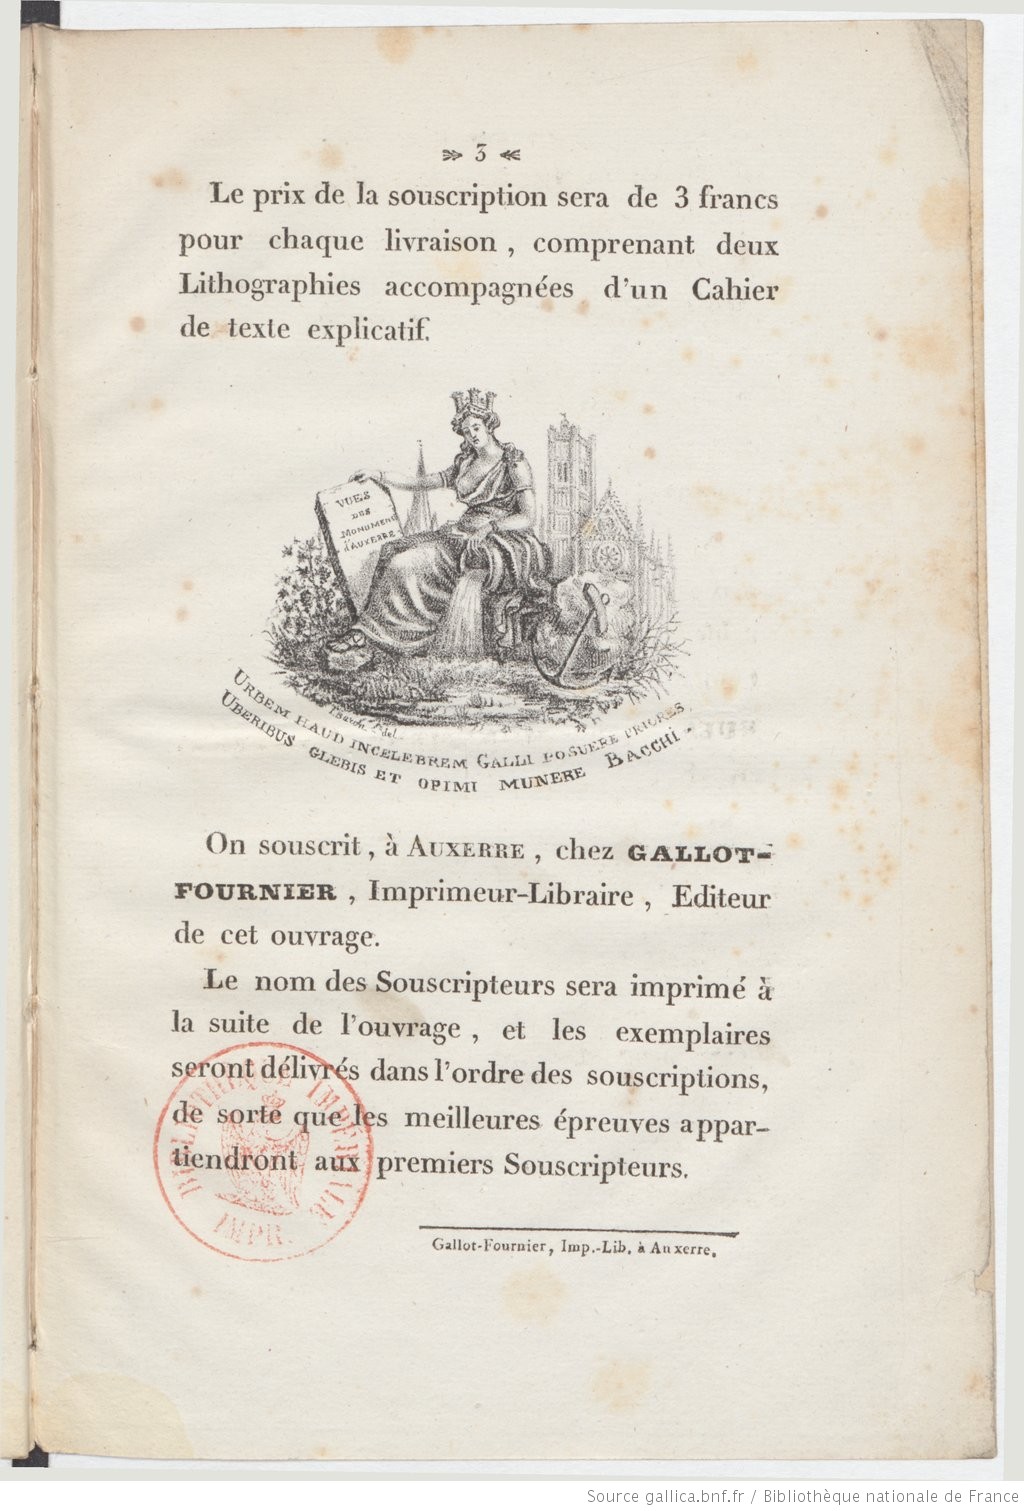 3
Le prix de la souscription sera de 3 francs
pour chaque livraison , comprenant deux
Lithographies accompagnées d'un Cahier
de texte explicatif.
VUES
DES
MONUMENS
d'AUXERRE
del.
URBEM HAUD INCELEBREM GALLI POSUERE PRIORES
UBERIBUS GLEBIS ET OPIMI MUNERE BACCHI.
On souscrit , à AUXERRE , chez GALLOT-
FOURNIER , Imprimeur-Libraire , Editeur
de cet ouvrage.
Le nom des Souscripteurs sera imprimé à
la suite de l'ouvrage , et les exemplaires
seront délivrés dans l'ordre des souscriptions,
de sorte que les meilleures épreuves appar-
tiendront aux premiers Souscripteurs.
BIBLIOTHEQUE IMPÉRIALE
IMPR.
Gallot-Fournier, Imp.-Lib. à Auxerre.
Source gallica.bnf.fr / Bibliothèque nationale de France